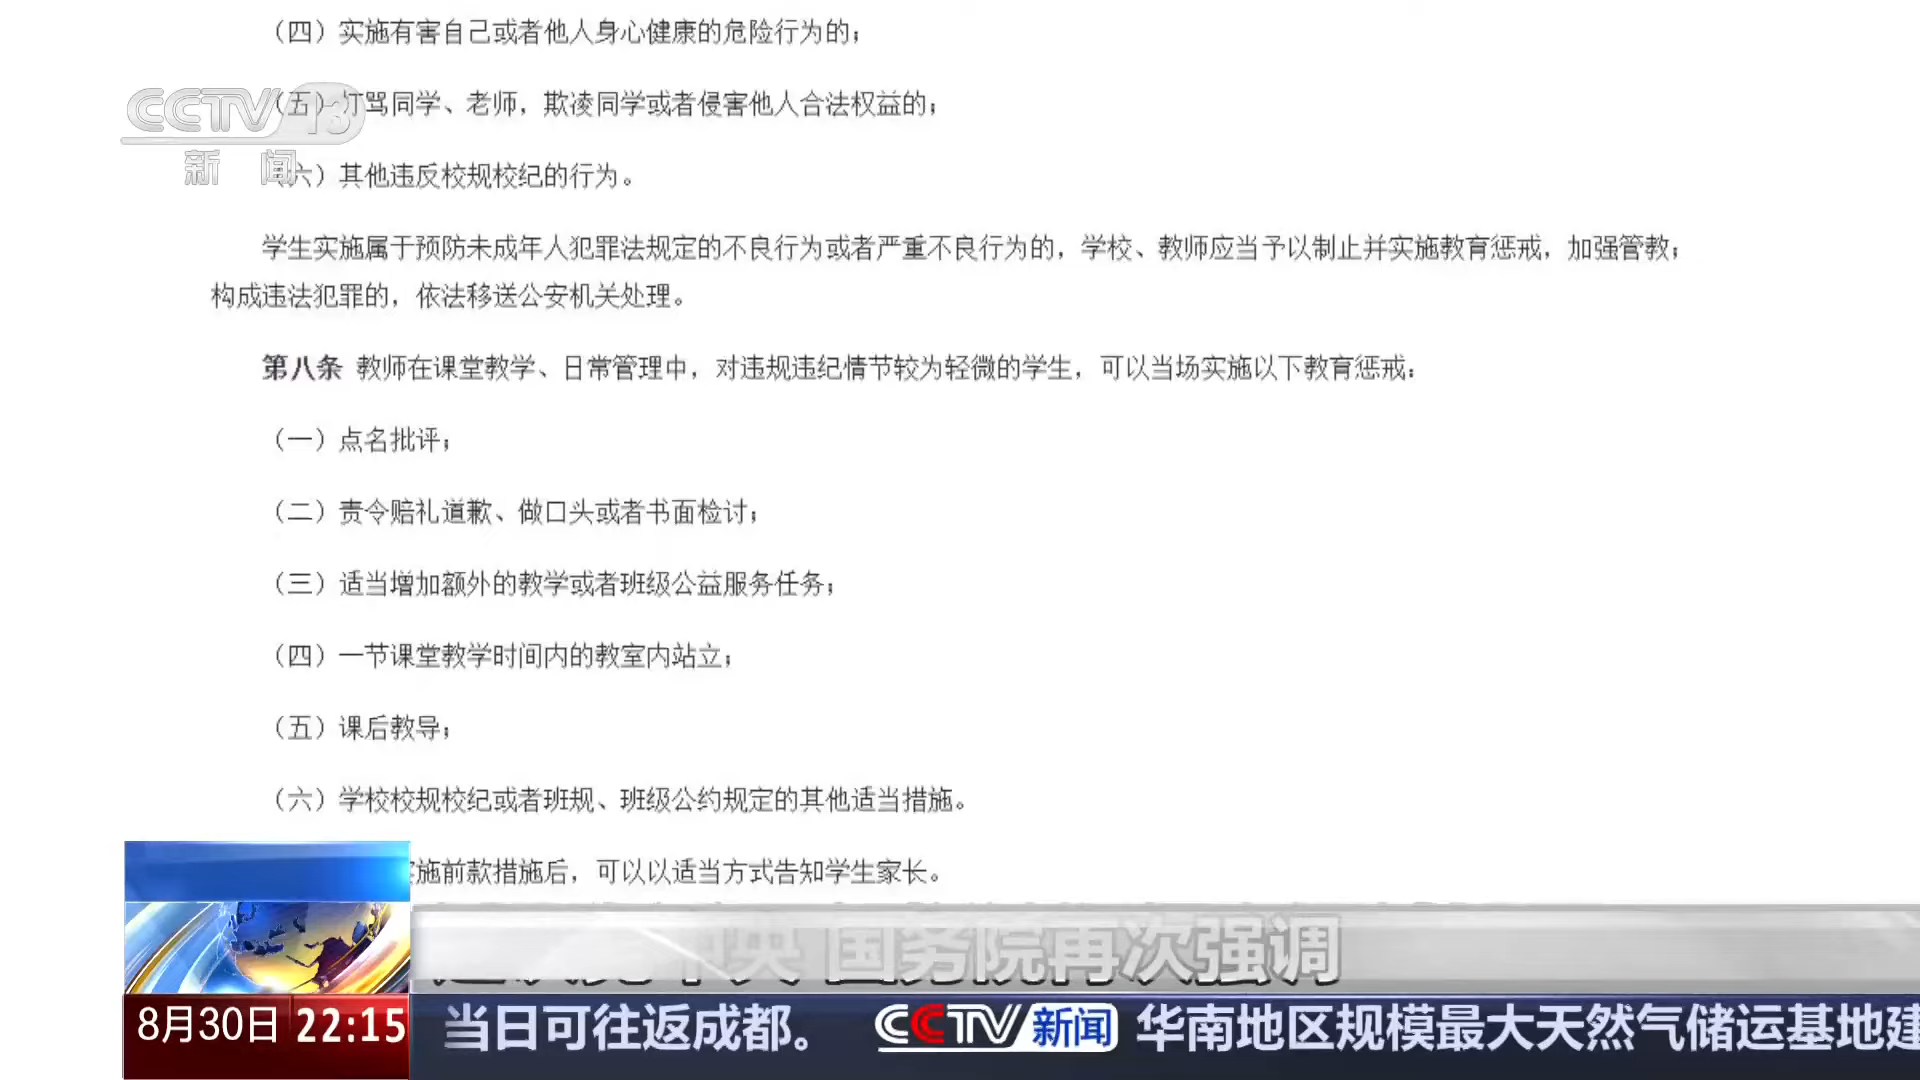 （四）实施有害自己或者他人身心健康的危险行为的；
（五）打骂同学、老师，欺凌同学或者侵害他人合法权益的；
（六）其他违反校规校纪的行为。
CCTV 13
新闻
学生实施属于预防未成年人犯罪法规定的不良行为或者严重不良行为的，学校、教师应当予以制止并实施教育惩戒，加强管教；
构成违法犯罪的，依法移送公安机关处理。
第八条 教师在课堂教学、日常管理中，对违规违纪情节较为轻微的学生，可以当场实施以下教育惩戒：
（一）点名批评；
（二）责令赔礼道歉、做口头或者书面检讨；
（三）适当增加额外的教学或者班级公益服务任务；
（四）一节课堂教学时间内的教室内站立；
（五）课后教导；
（六）学校校规校纪或者班规、班级公约规定的其他适当措施。
实施前款措施后，可以以适当方式告知学生家长。
中央 国务院再次强调
8月30日 22:15
当日可往返成都。 CCTV新闻 华南地区规模最大天然气储运基地建